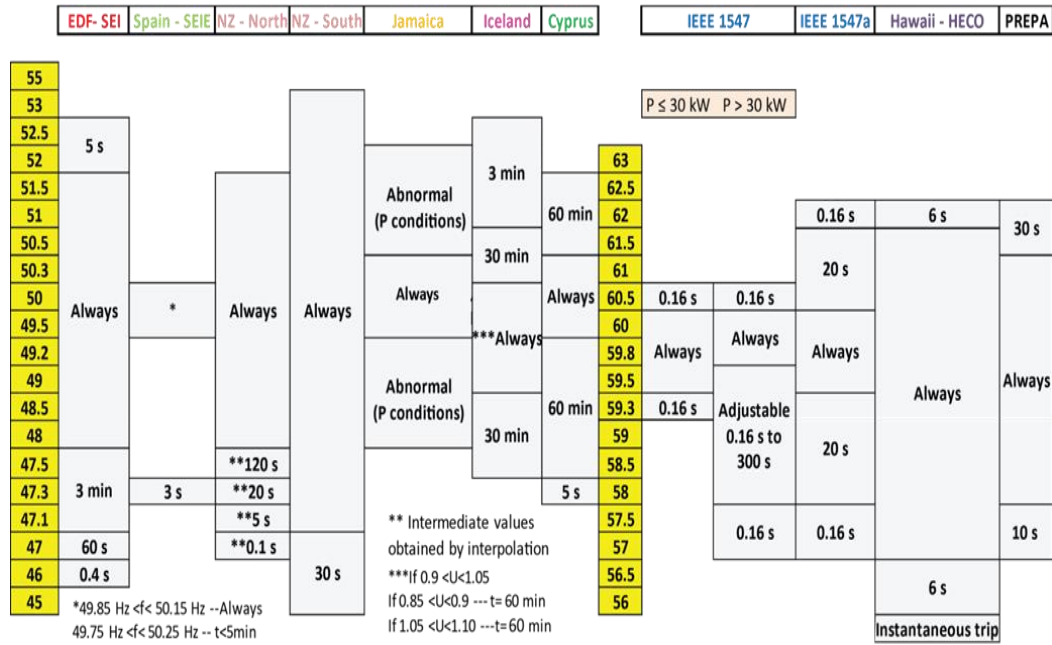 EDF- SEI Spain - SEIE NZ - North NZ - South Jamaica Iceland Cyprus IEEE 1547 IEEE 1547a Hawaii - HECO PREPA
55
53 P ≤ 30 kW P > 30 kW
52.5
5 s
52 63
3 min
51.5 62.5
Abnormal
(P conditions)
51 60 min 62 0.16 s 6 s
30 s
50.5 61.5
30 min
50.3 61
20 s
50 Always * Always Always Always Always 60.5 0.16 s 0.16 s
49.5 60
***Always
49.2 59.8 Always Always Always
49 59.5 Always Always
Abnormal
(P conditions)
48.5 60 min 59.3 0.16 s Adjustable
0.16 s to
300 s
48 30 min 59 20 s
47.5 **120 s 58.5
47.3 3 min 3 s **20 s 5 s 58
47.1 **5 s 57.5
47 60 s **0.1 s 57 0.16 s 0.16 s 10 s
46 0.4 s 30 s 56.5
6 s
45 56
Instantaneous trip
** Intermediate values
obtained by interpolation
***If 0.9 <U<1.05
If 0.85 <U<0.9 --- t= 60 min
If 1.05 <U<1.10 ---t= 60 min
*49.85 Hz <f< 50.15 Hz --Always
49.75 Hz <f< 50.25 Hz -- t<5min